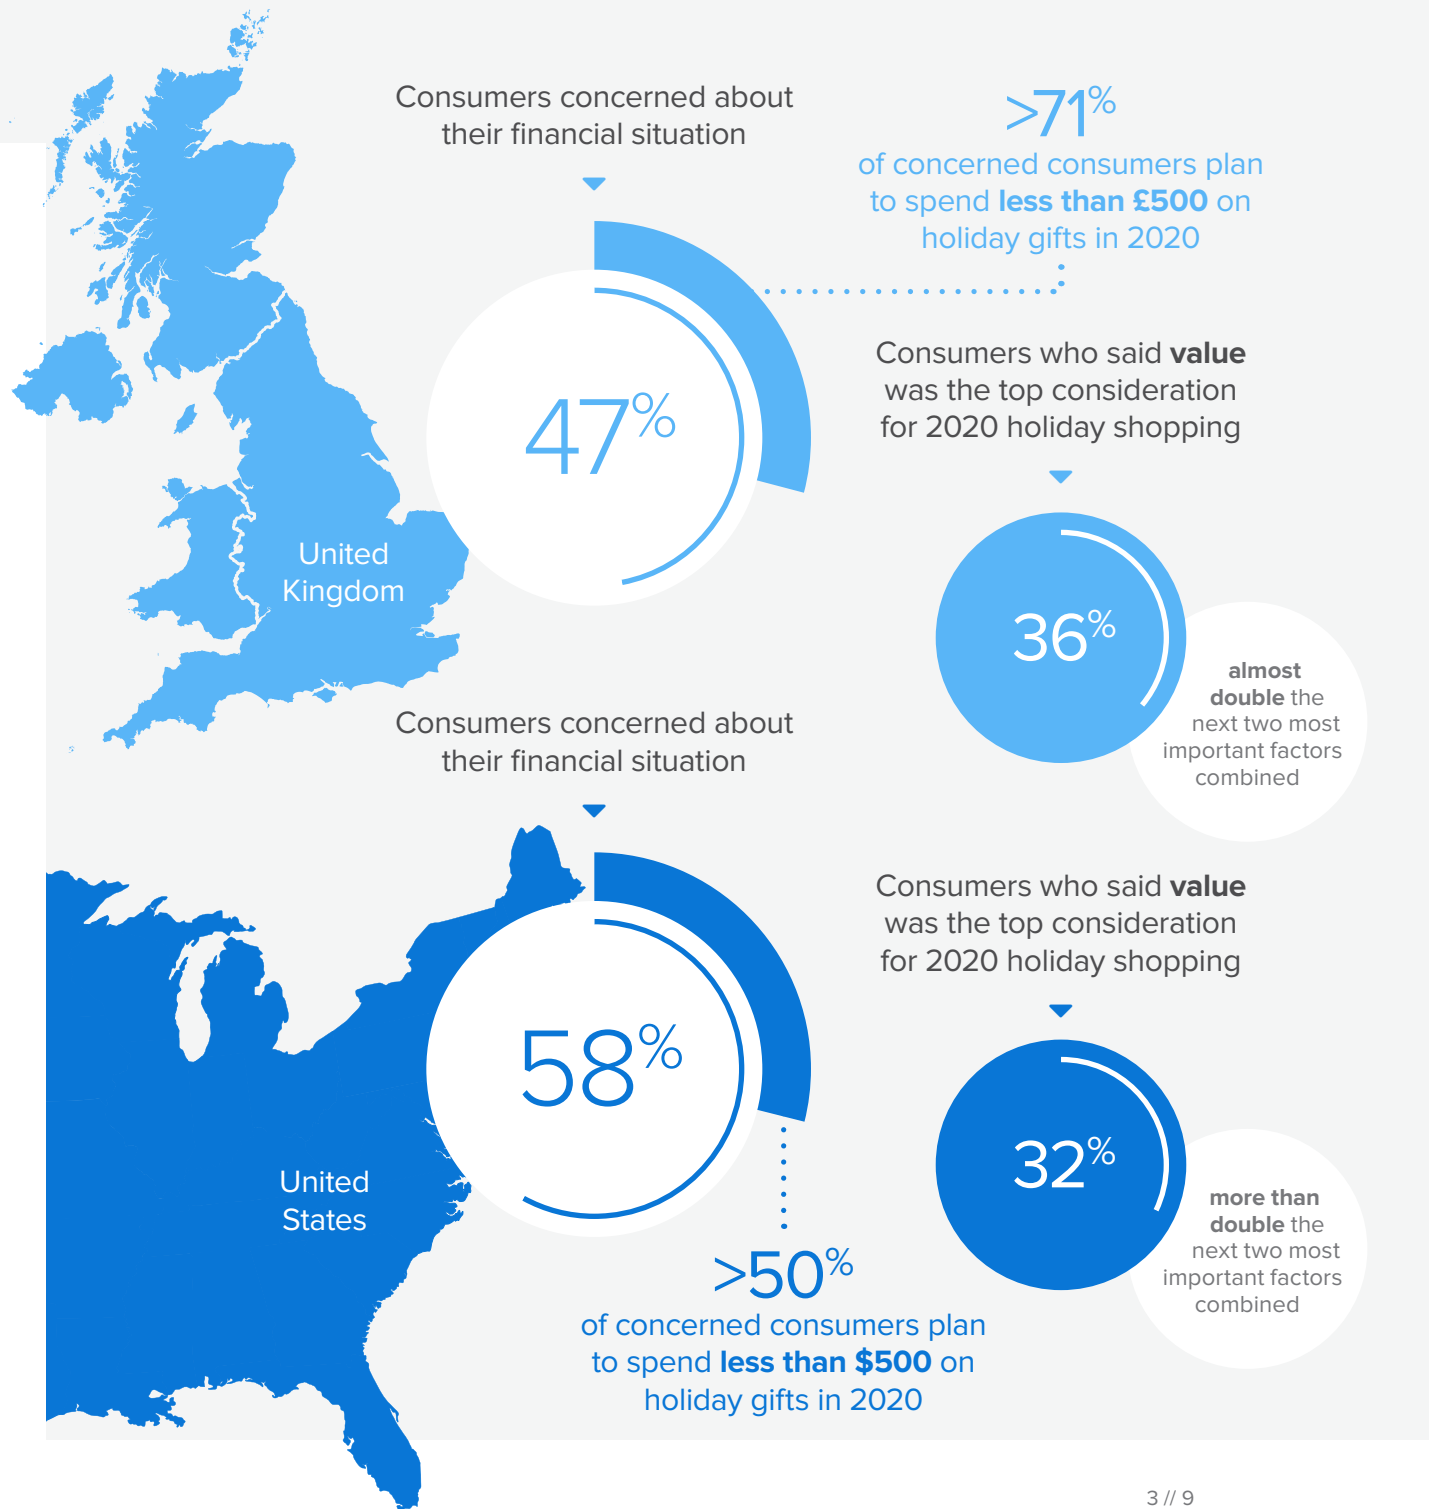 Consumers concerned about
their financial situation
>71%
of concerned consumers plan
to spend less than £500 on
holiday gifts in 2020
47%
Consumers who said value
was the top consideration
for 2020 holiday shopping
United
Kingdom
36%
almost
double the
next two most
important factors
combined
Consumers concerned about
their financial situation
58%
Consumers who said value
was the top consideration
for 2020 holiday shopping
United
States
32%
more than
double the
next two most
important factors
combined
>50%
of concerned consumers plan
to spend less than $500 on
holiday gifts in 2020
3 // 9